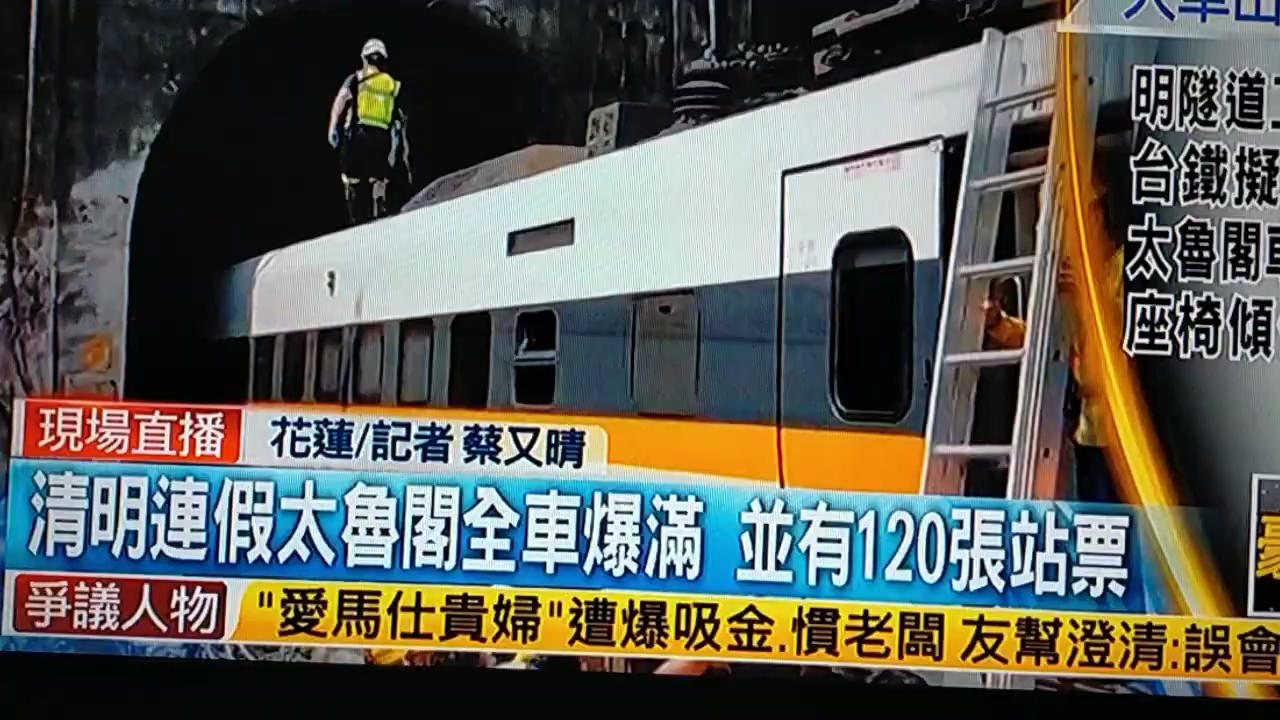 明隧道
台鐵擬
太魯閣
座椅傾
現場直播
花蓮/記者 蔡又晴
清明連假太魯閣全車爆滿 並有120張站票
爭議人物
"愛馬仕貴婦"遭爆吸金.慣老闆 友幫澄清:誤會